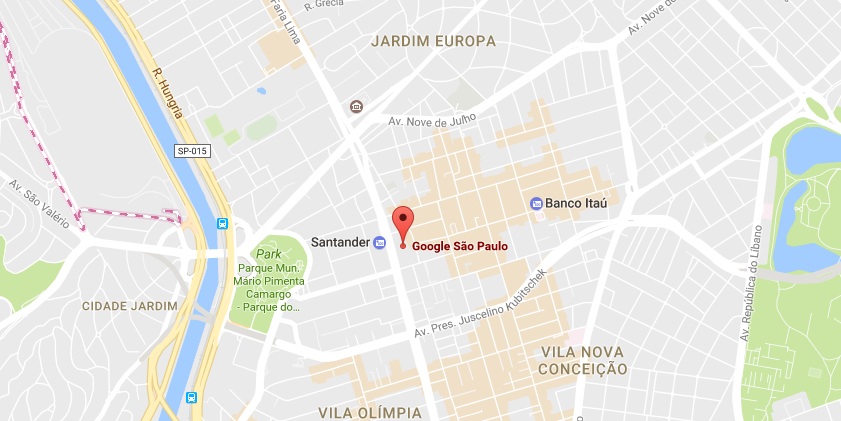 R. Grécia
Faria Lima
JARDIM EUROPA
Av. Nove de
R. Hungria
Av. Nove de Julho
SP-015
Av. São Valério
Banco Itaú
Santander
Google São Paulo
Park
Parque Mun.
Mário Pimenta
Camargo
- Parque do...
CIDADE JARDIM
Av. República do Líbano
Av. Pres. Juscelino Kubitschek
VILA NOVA
CONCEIÇÃO
VILA OLÍMPIA